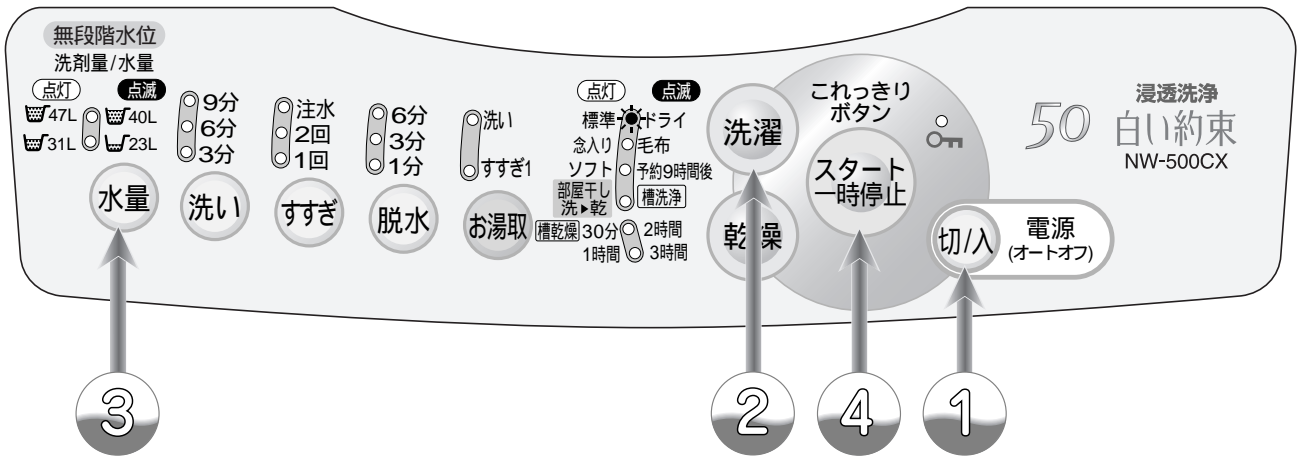 無段階水位
洗剤量/水量
点灯 点滅
47L 40L
31L 23L
水量
9分
6分
3分
洗い
注水
2回
1回
すすぎ
6分
3分
1分
脱水
洗い
すすぎ1
お湯取
点灯 点滅
標準 ドライ
念入り 毛布
ソフト 予約9時間後
部屋干し
洗▶乾
槽洗浄
槽乾燥 30分 2時間
1時間 3時間
洗濯
乾燥
これっきり
ボタン
スタート
一時停止
切/入
電源
(オートオフ)
50
浸透洗浄
白い約束
NW-500CX
3
2
4
1